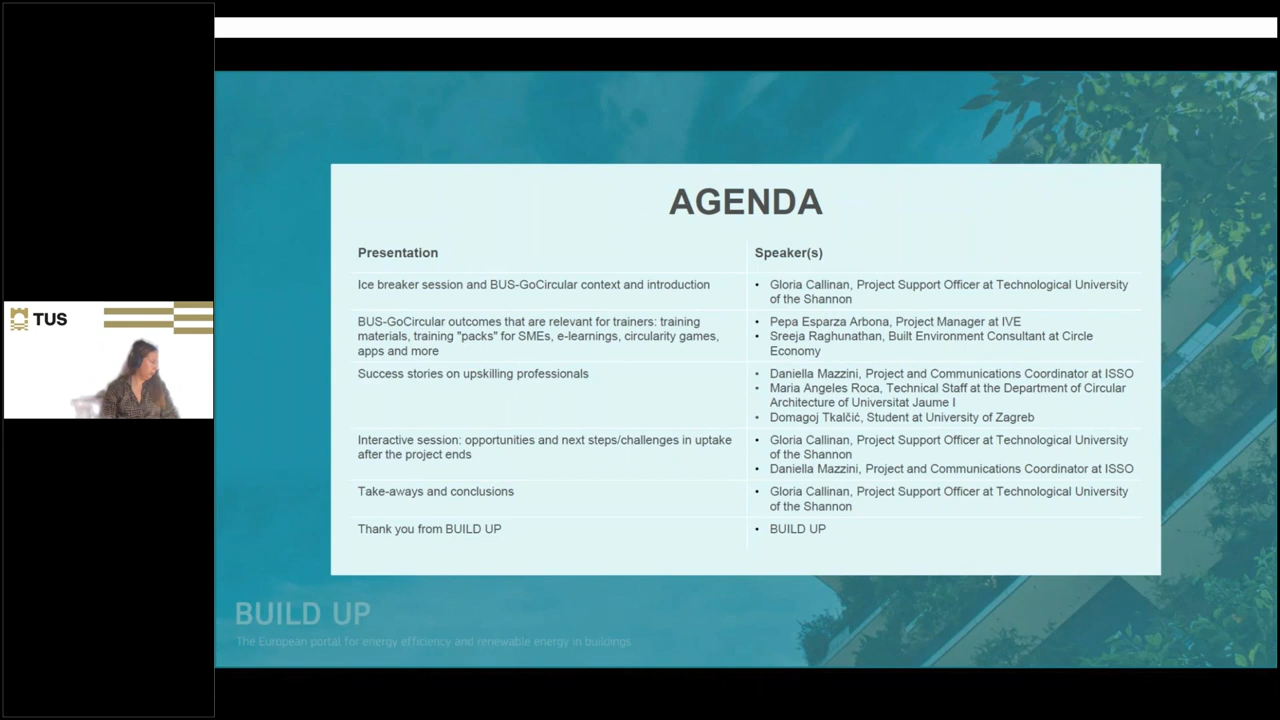 TUS
AGENDA
Presentation
Speaker(s)
Ice breaker session and BUS-GoCircular context and introduction
• Gloria Callinan, Project Support Officer at Technological University
of the Shannon
BUS-GoCircular outcomes that are relevant for trainers: training
materials, training "packs" for SMEs, e-learnings, circularity games,
apps and more
• Pepa Esparza Arbona, Project Manager at IVE
• Sreeja Raghunathan, Built Environment Consultant at Circle
Economy
Success stories on upskilling professionals
• Daniella Mazzini, Project and Communications Coordinator at ISSO
• Maria Angeles Roca, Technical Staff at the Department of Circular
Architecture of Universitat Jaume I
• Domagoj Tkalčić, Student at University of Zagreb
Interactive session: opportunities and next steps/challenges in uptake
after the project ends
• Gloria Callinan, Project Support Officer at Technological University
of the Shannon
• Daniella Mazzini, Project and Communications Coordinator at ISSO
Take-aways and conclusions
• Gloria Callinan, Project Support Officer at Technological University
of the Shannon
Thank you from BUILD UP
• BUILD UP
BUILD UP
The European portal for energy efficiency and renewable energy in buildings